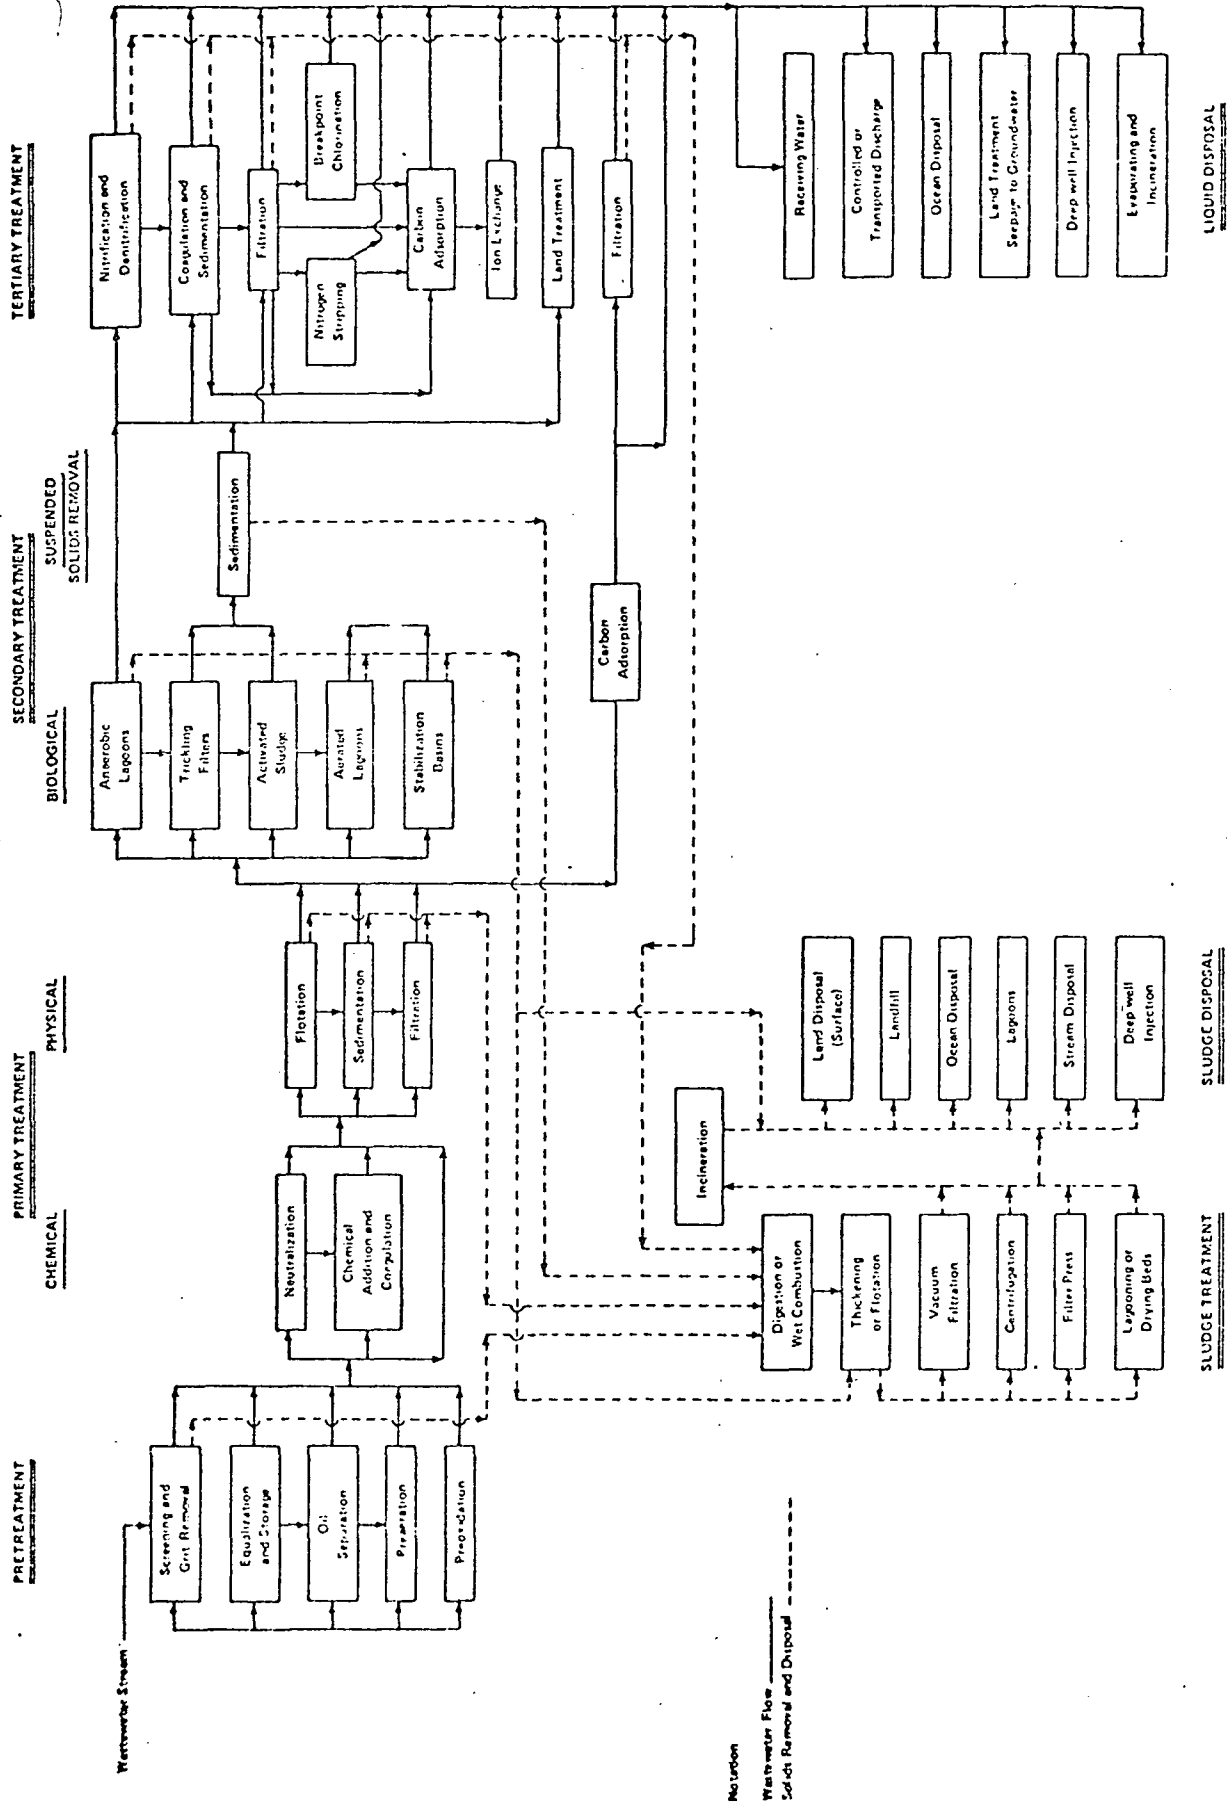 PRETREATMENT
Wastewater Stream
Screening and
Grit Removal
Equalization
and Storage
Oil
Separation
Preaeration
PRIMARY TREATMENT
CHEMICAL
PHYSICAL
Neutralization
Chemical
Addition and
Coagulation
Flotation
Sedimentation
Filtration
SECONDARY TREATMENT
BIOLOGICAL
SUSPENDED
SOLIDS REMOVAL
Anaerobic
Lagoons
Trickling
Filters
Activated
Sludge
Aerated
Lagoons
Stabilization
Basins
Sedimentation
Carbon
Adsorption
TERTIARY TREATMENT
Nitrification and
Denitrification
Coagulation and
Sedimentation
Filtration
Nitrogen
Stripping
Breakpoint
Chlorination
Carbon
Adsorption
Ion Exchange
Land Treatment
Filtration
Notation
Wastewater Flow
Solids Removal and Disposal
Digestion or
Wet Combustion
Thickening
or Flotation
Vacuum
Filtration
Centrifugation
Filter Press
Lagooning or
Drying Beds
SLUDGE TREATMENT
Incineration
Land Disposal
(Surface)
Landfill
Ocean Disposal
Lagoons
Stream Disposal
Deep well
Injection
SLUDGE DISPOSAL
Receiving Water
Controlled or
Transported Discharge
Ocean Disposal
Land Treatment
Seepage to Groundwater
Deep well Injection
Evaporating and
Incineration
LIQUID DISPOSAL